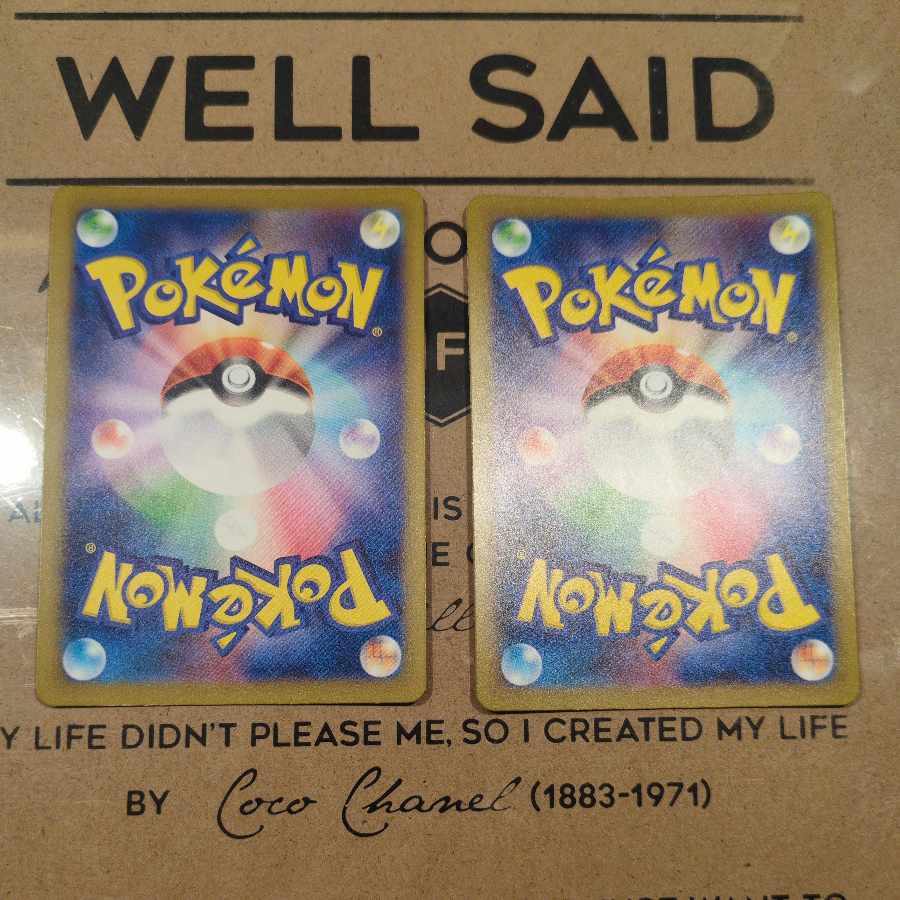 WELL SAID
POKéMON
®
POKéMON
®
F
IS
POKéMON
®
POKéMON
®
Y LIFE DIDN'T PLEASE ME, SO I CREATED MY LIFE
BY Coco Chanel (1883-1971)